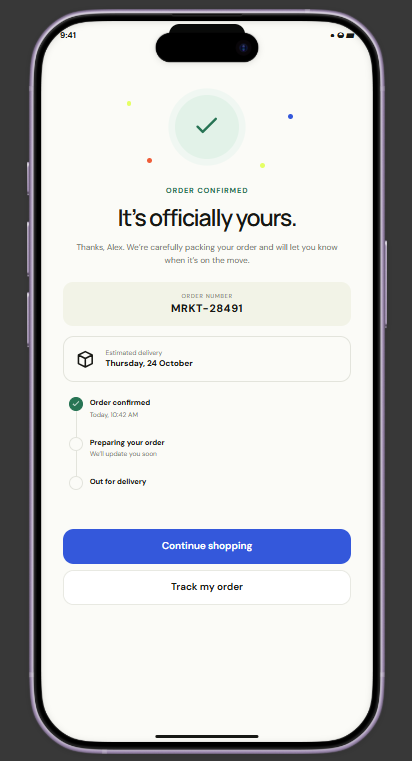 9:41
ORDER CONFIRMED
It's officially yours.
Thanks, Alex. We're carefully packing your order and will let you know
when it's on the move.
ORDER NUMBER
MRKT-28491
Estimated delivery
Thursday, 24 October
Order confirmed
Today, 10:42 AM
Preparing your order
We'll update you soon
Out for delivery
Continue shopping
Track my order